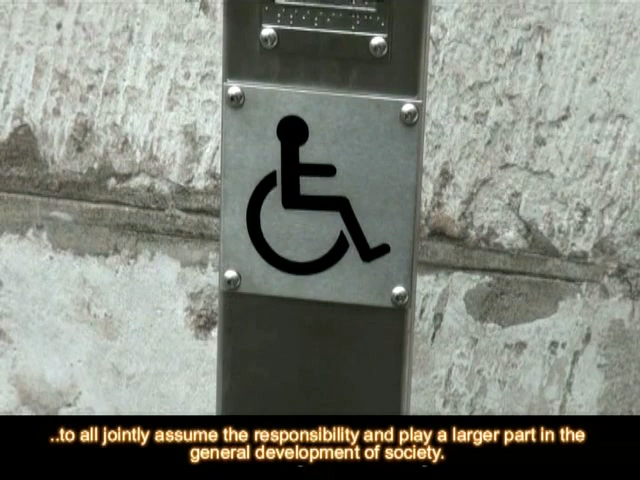 ..to all jointly assume the responsibility and play a larger part in the
general development of society.